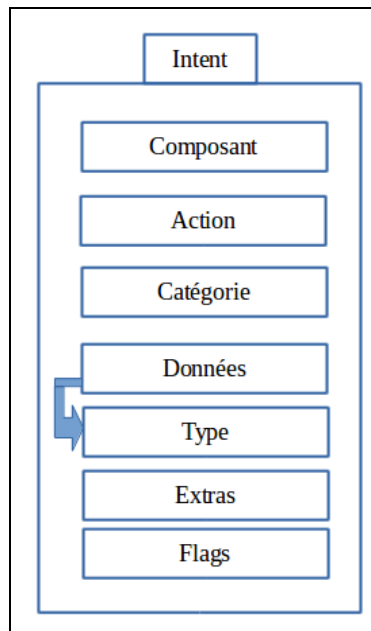 Intent
Composant
Action
Catégorie
Données
Type
Extras
Flags